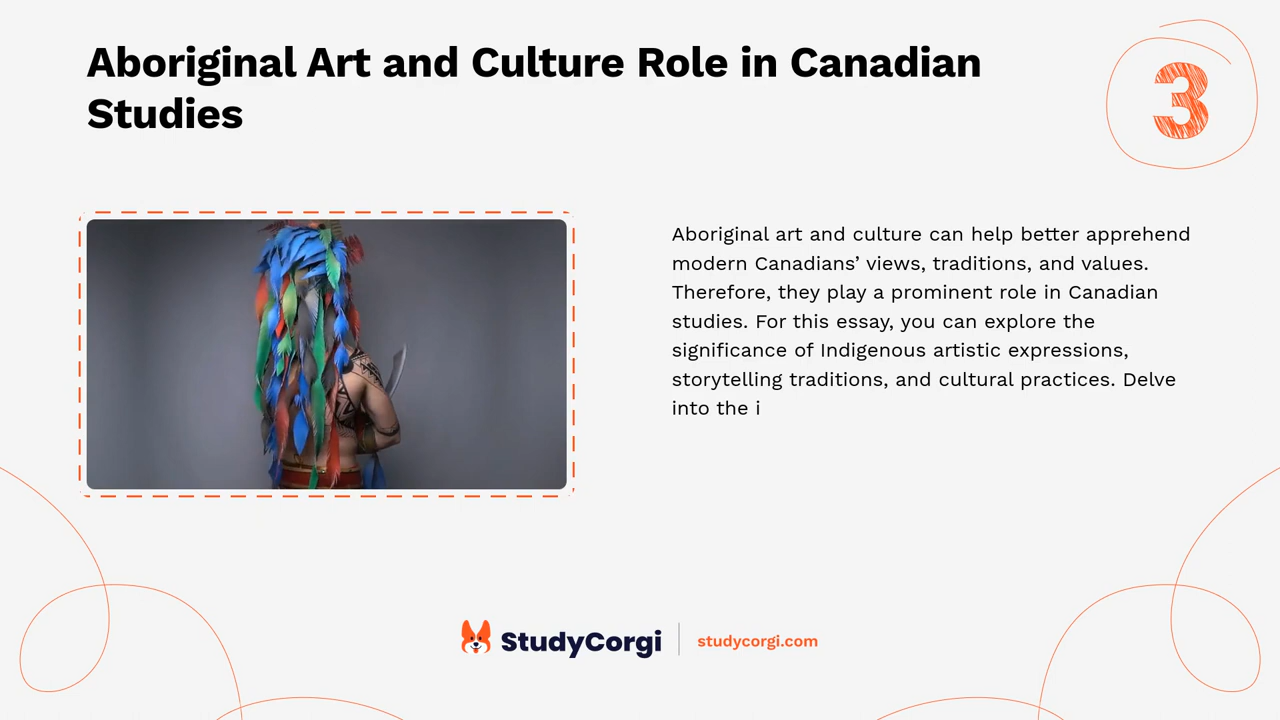 Aboriginal Art and Culture Role in Canadian
Studies
3
Aboriginal art and culture can help better apprehend
modern Canadians’ views, traditions, and values.
Therefore, they play a prominent role in Canadian
studies. For this essay, you can explore the
significance of Indigenous artistic expressions,
storytelling traditions, and cultural practices. Delve
into the i
StudyCorgi
studycorgi.com